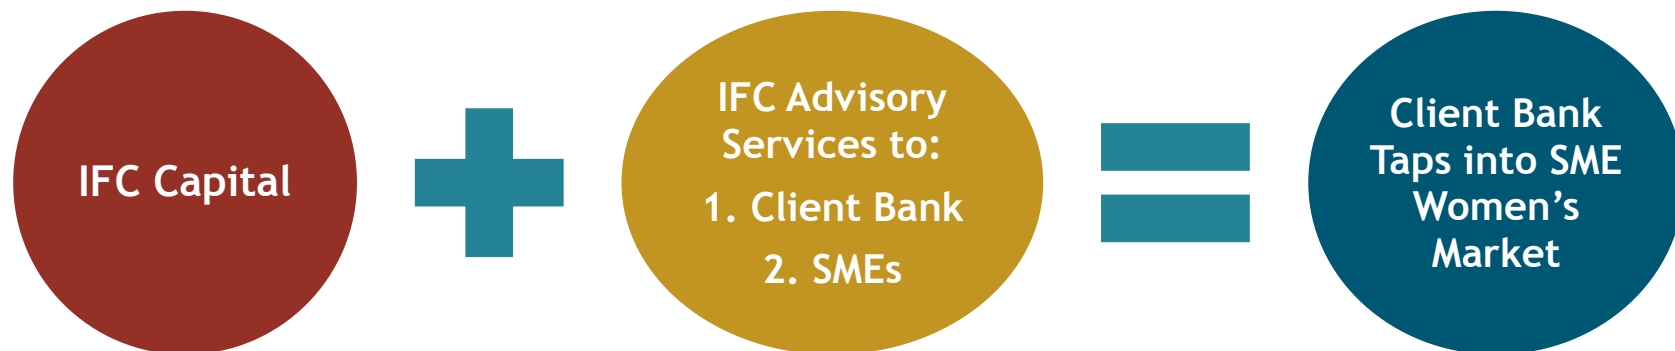 IFC Capital
IFC Advisory
Services to:
1. Client Bank
2. SMEs
Client Bank
Taps into SME
Women’s
Market